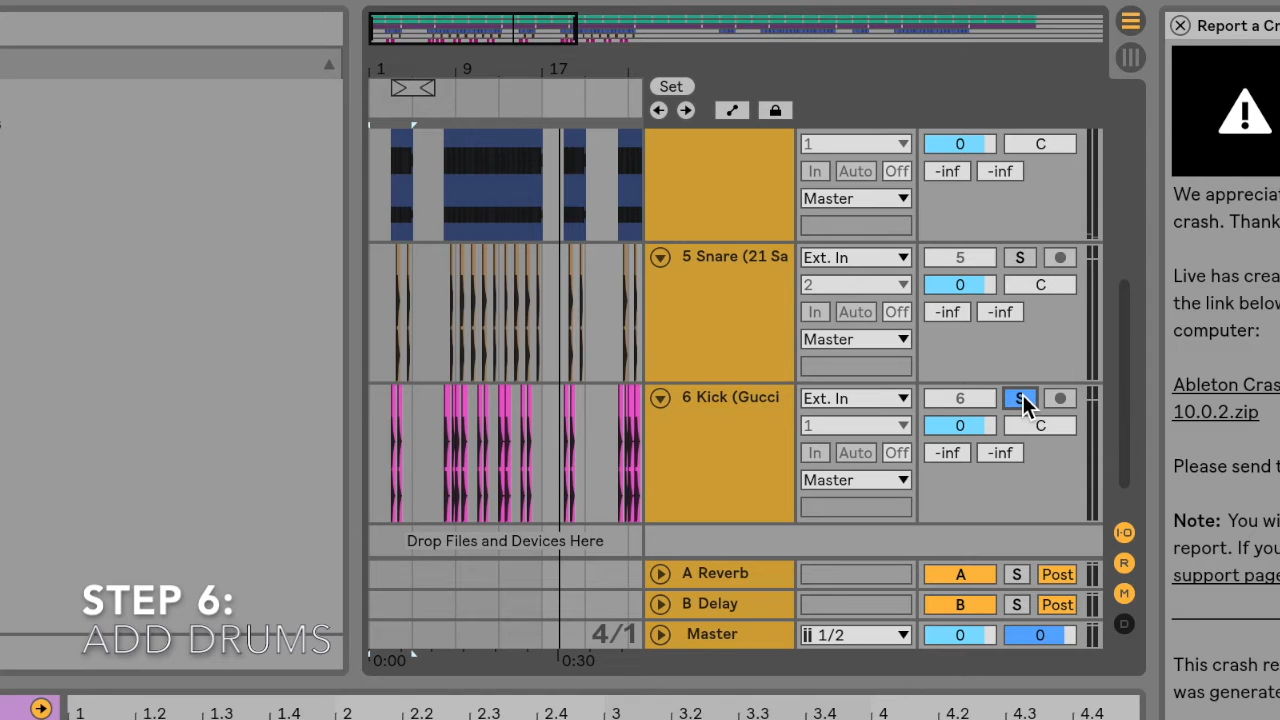 Report a Cr
1
9
17
Set
1
0
C
In
Auto
Off
-inf
-inf
Master
5 Snare (21 Sa
Ext. In
5
S
2
0
C
In
Auto
Off
-inf
-inf
Master
6 Kick (Gucci
Ext. In
6
S
1
0
C
In
Auto
Off
-inf
-inf
Master
Drop Files and Devices Here
A Reverb
A
S
Post
B Delay
B
S
Post
4/1
Master
1/2
0
0
0:00
0:30
I·O
R
M
D
STEP 6:
ADD DRUMS
We apprecia
crash. Thank
Live has crea
the link below
computer:
Ableton Cras
10.0.2.zip
Please send t
Note: You wi
report. If you
support page
This crash re
was generate
1
1.2
1.3
1.4
2
2.2
2.3
2.4
3
3.2
3.3
3.4
4
4.2
4.3
4.4